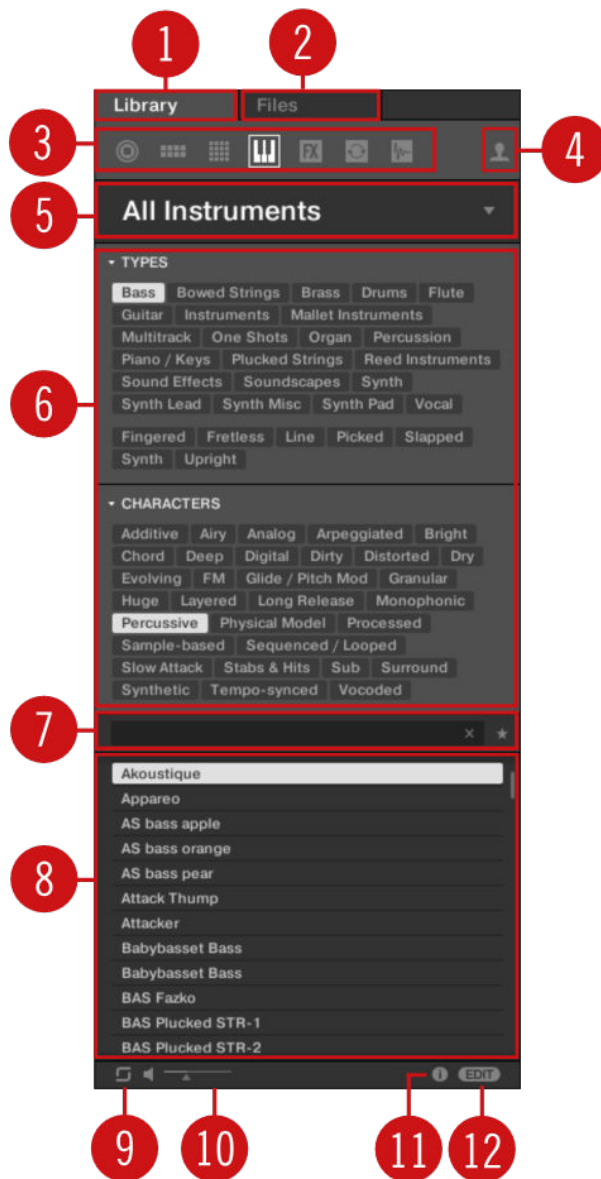 1
2
Library Files
3
FX
4
5
All Instruments
TYPES
Bass Bowed Strings Brass Drums Flute
Guitar Instruments Mallet Instruments
Multitrack One Shots Organ Percussion
Piano / Keys Plucked Strings Reed Instruments
6
Sound Effects Soundscapes Synth
Synth Lead Synth Misc Synth Pad Vocal
Fingered Fretless Line Picked Slapped
Synth Upright
CHARACTERS
Additive Airy Analog Arpeggiated Bright
Chord Deep Digital Dirty Distorted Dry
Evolving FM Glide / Pitch Mod Granular
Huge Layered Long Release Monophonic
Percussive Physical Model Processed
Sample-based Sequenced / Looped
Slow Attack Stabs & Hits Sub Surround
Synthetic Tempo-synced Vocoded
7
Akoustique
Appareo
AS bass apple
AS bass orange
8
AS bass pear
Attack Thump
Attacker
Babybasset Bass
Babybasset Bass
BAS Fazko
BAS Plucked STR-1
BAS Plucked STR-2
EDIT
9 10 11 12